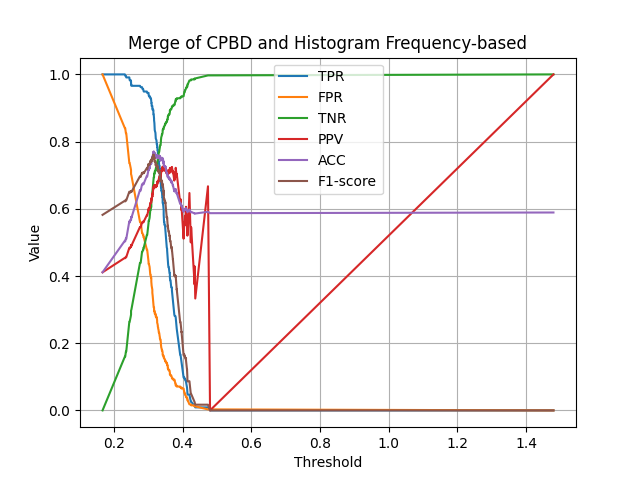 Merge of CPBD and Histogram Frequency-based
TPR
FPR
TNR
PPV
ACC
F1-score
1.0
0.8
0.6
0.4
0.2
0.0
Value
0.2 0.4 0.6 0.8 1.0 1.2 1.4
Threshold